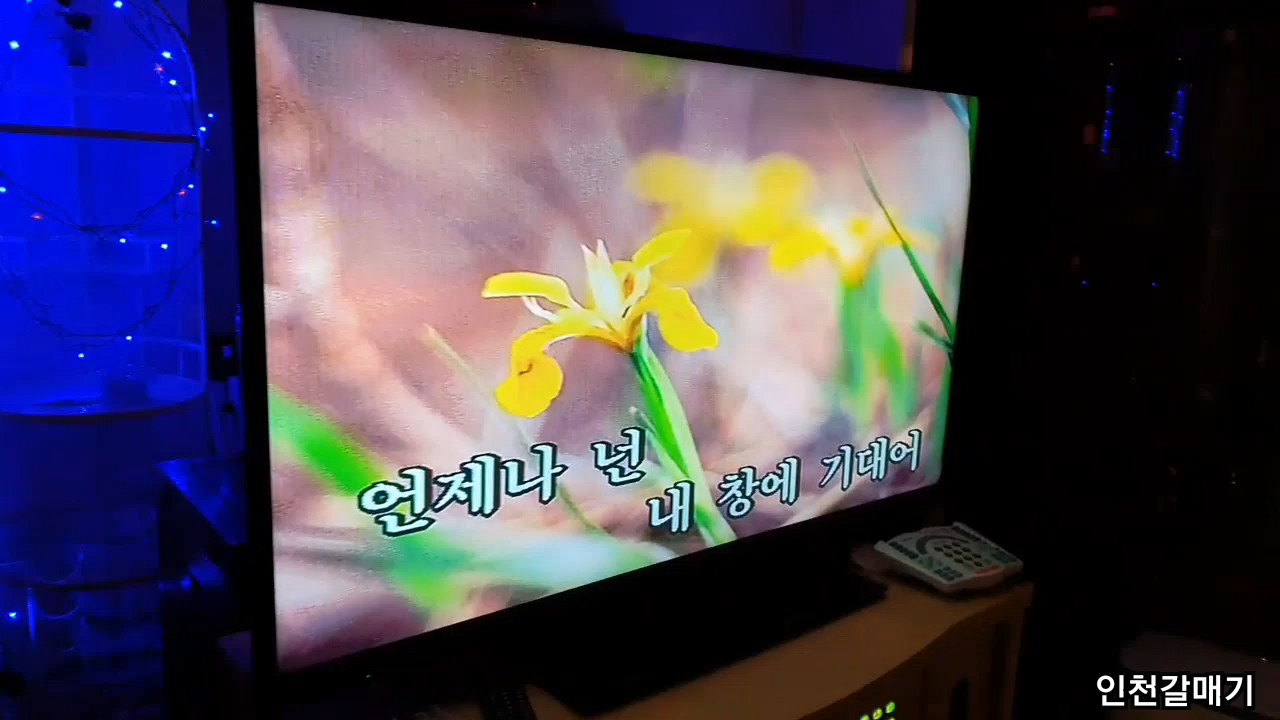 언제나 넌
내 창에 기대어
인천갈매기